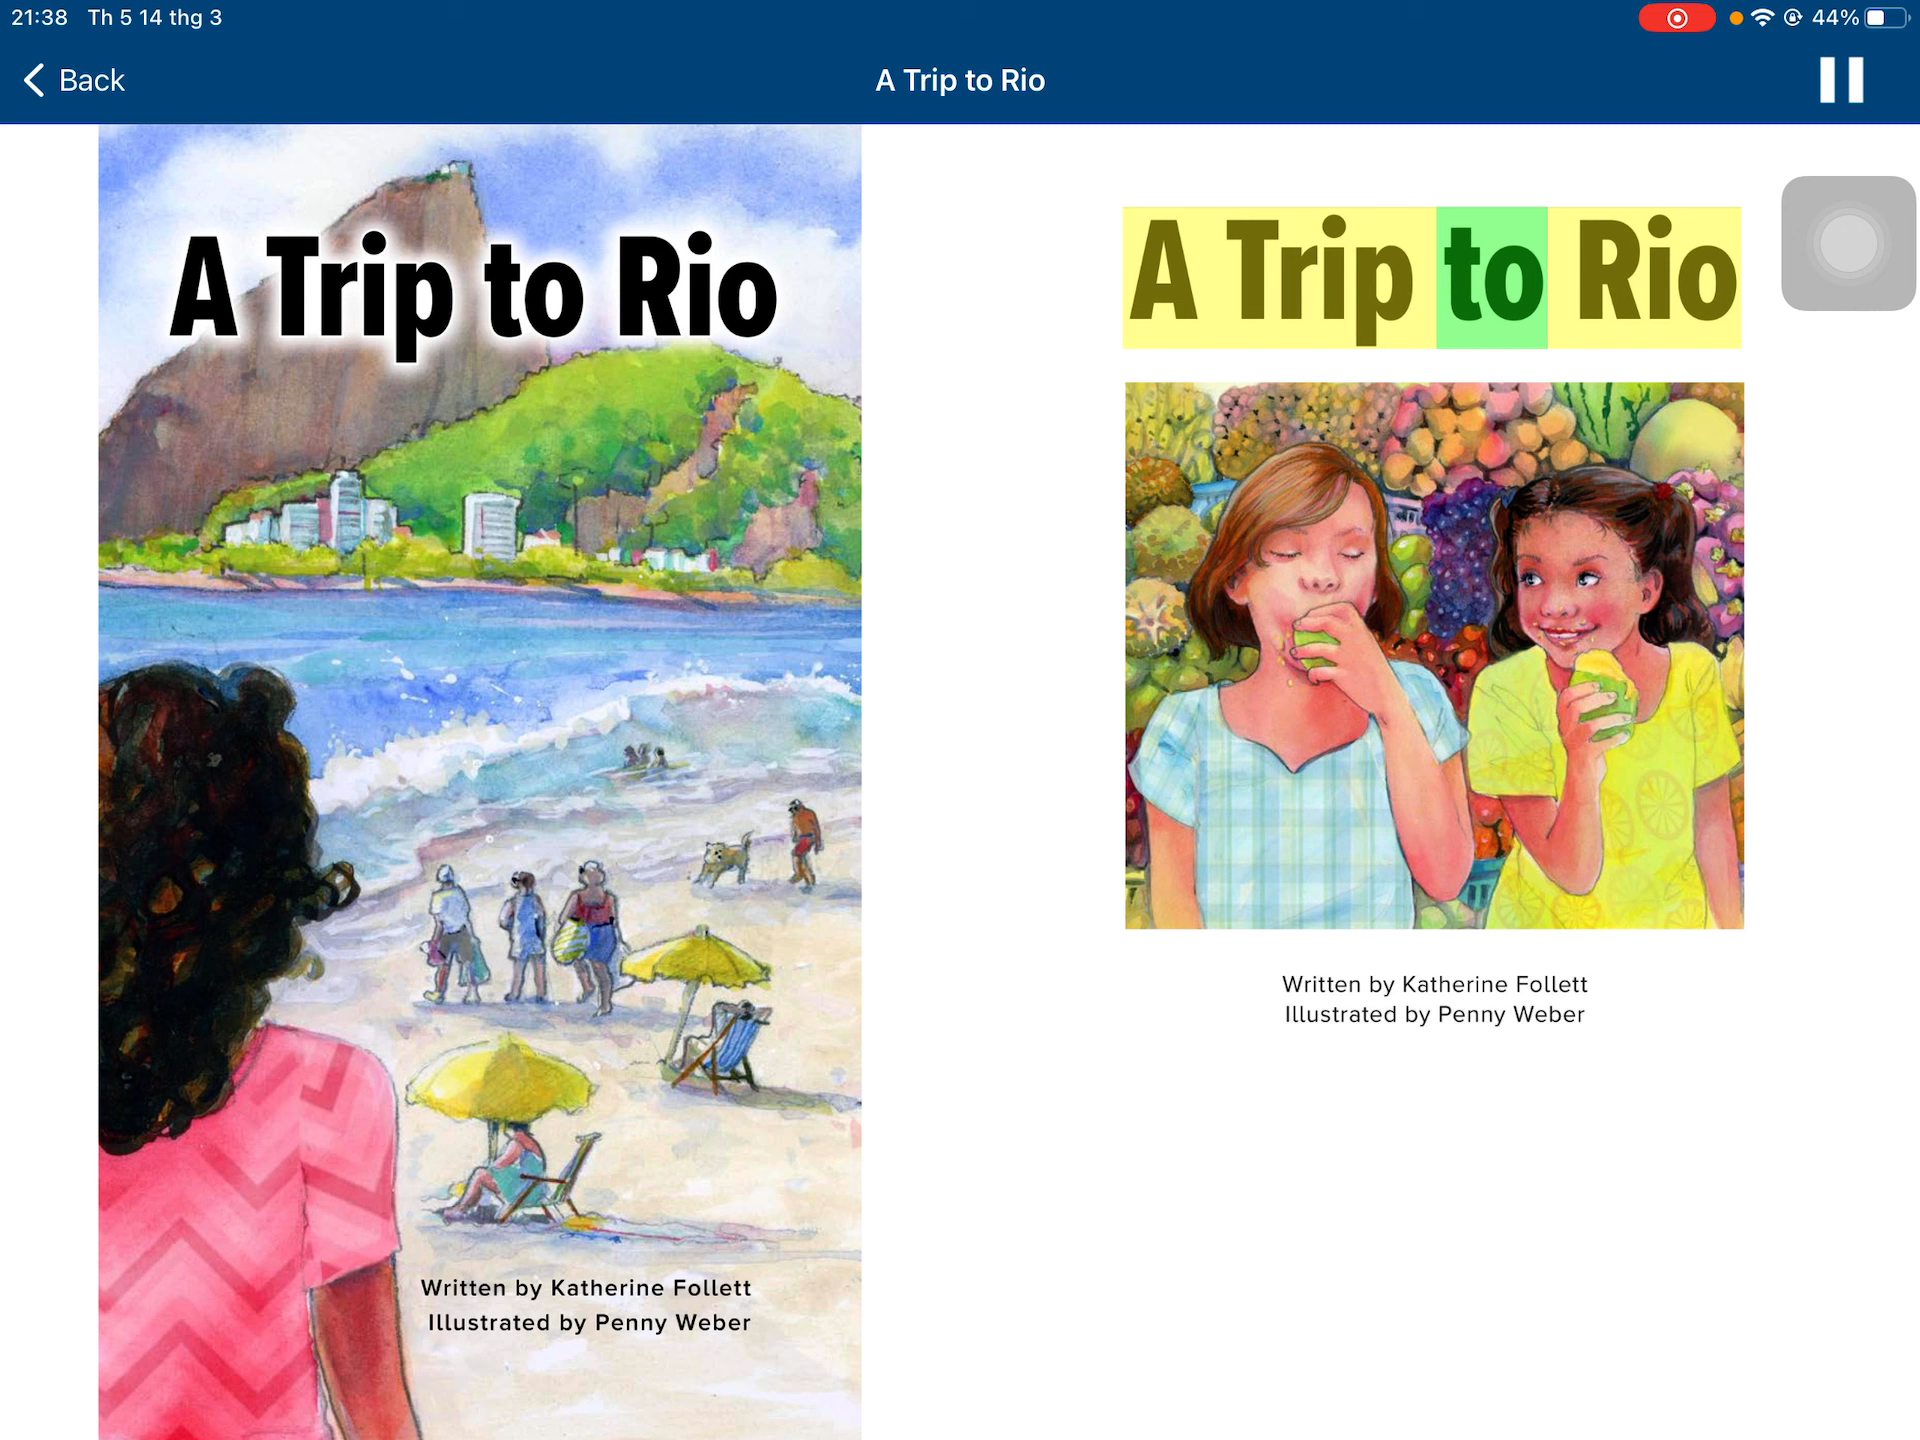 21:38 Th 5 14 thg 3
44%
Back
A Trip to Rio
A Trip to Rio
Written by Katherine Follett
Illustrated by Penny Weber
A Trip to Rio
Written by Katherine Follett
Illustrated by Penny Weber